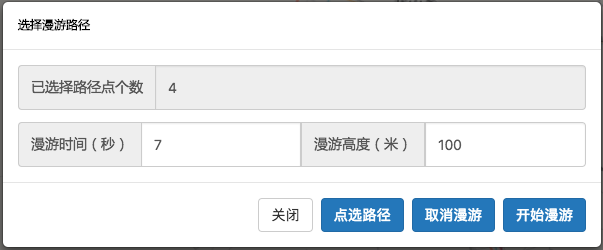 选择漫游路径
已选择路径点个数 4
漫游时间（秒） 7 漫游高度（米） 100
关闭 点选路径 取消漫游 开始漫游